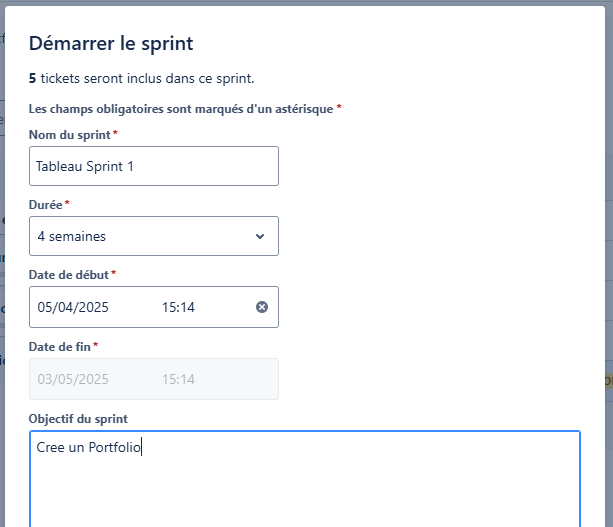 Démarrer le sprint
5 tickets seront inclus dans ce sprint.
Les champs obligatoires sont marqués d'un astérisque *
Nom du sprint*
Tableau Sprint 1
Durée*
4 semaines
Date de début*
05/04/2025 15:14
Date de fin*
03/05/2025 15:14
Objectif du sprint
Cree un Portfolio